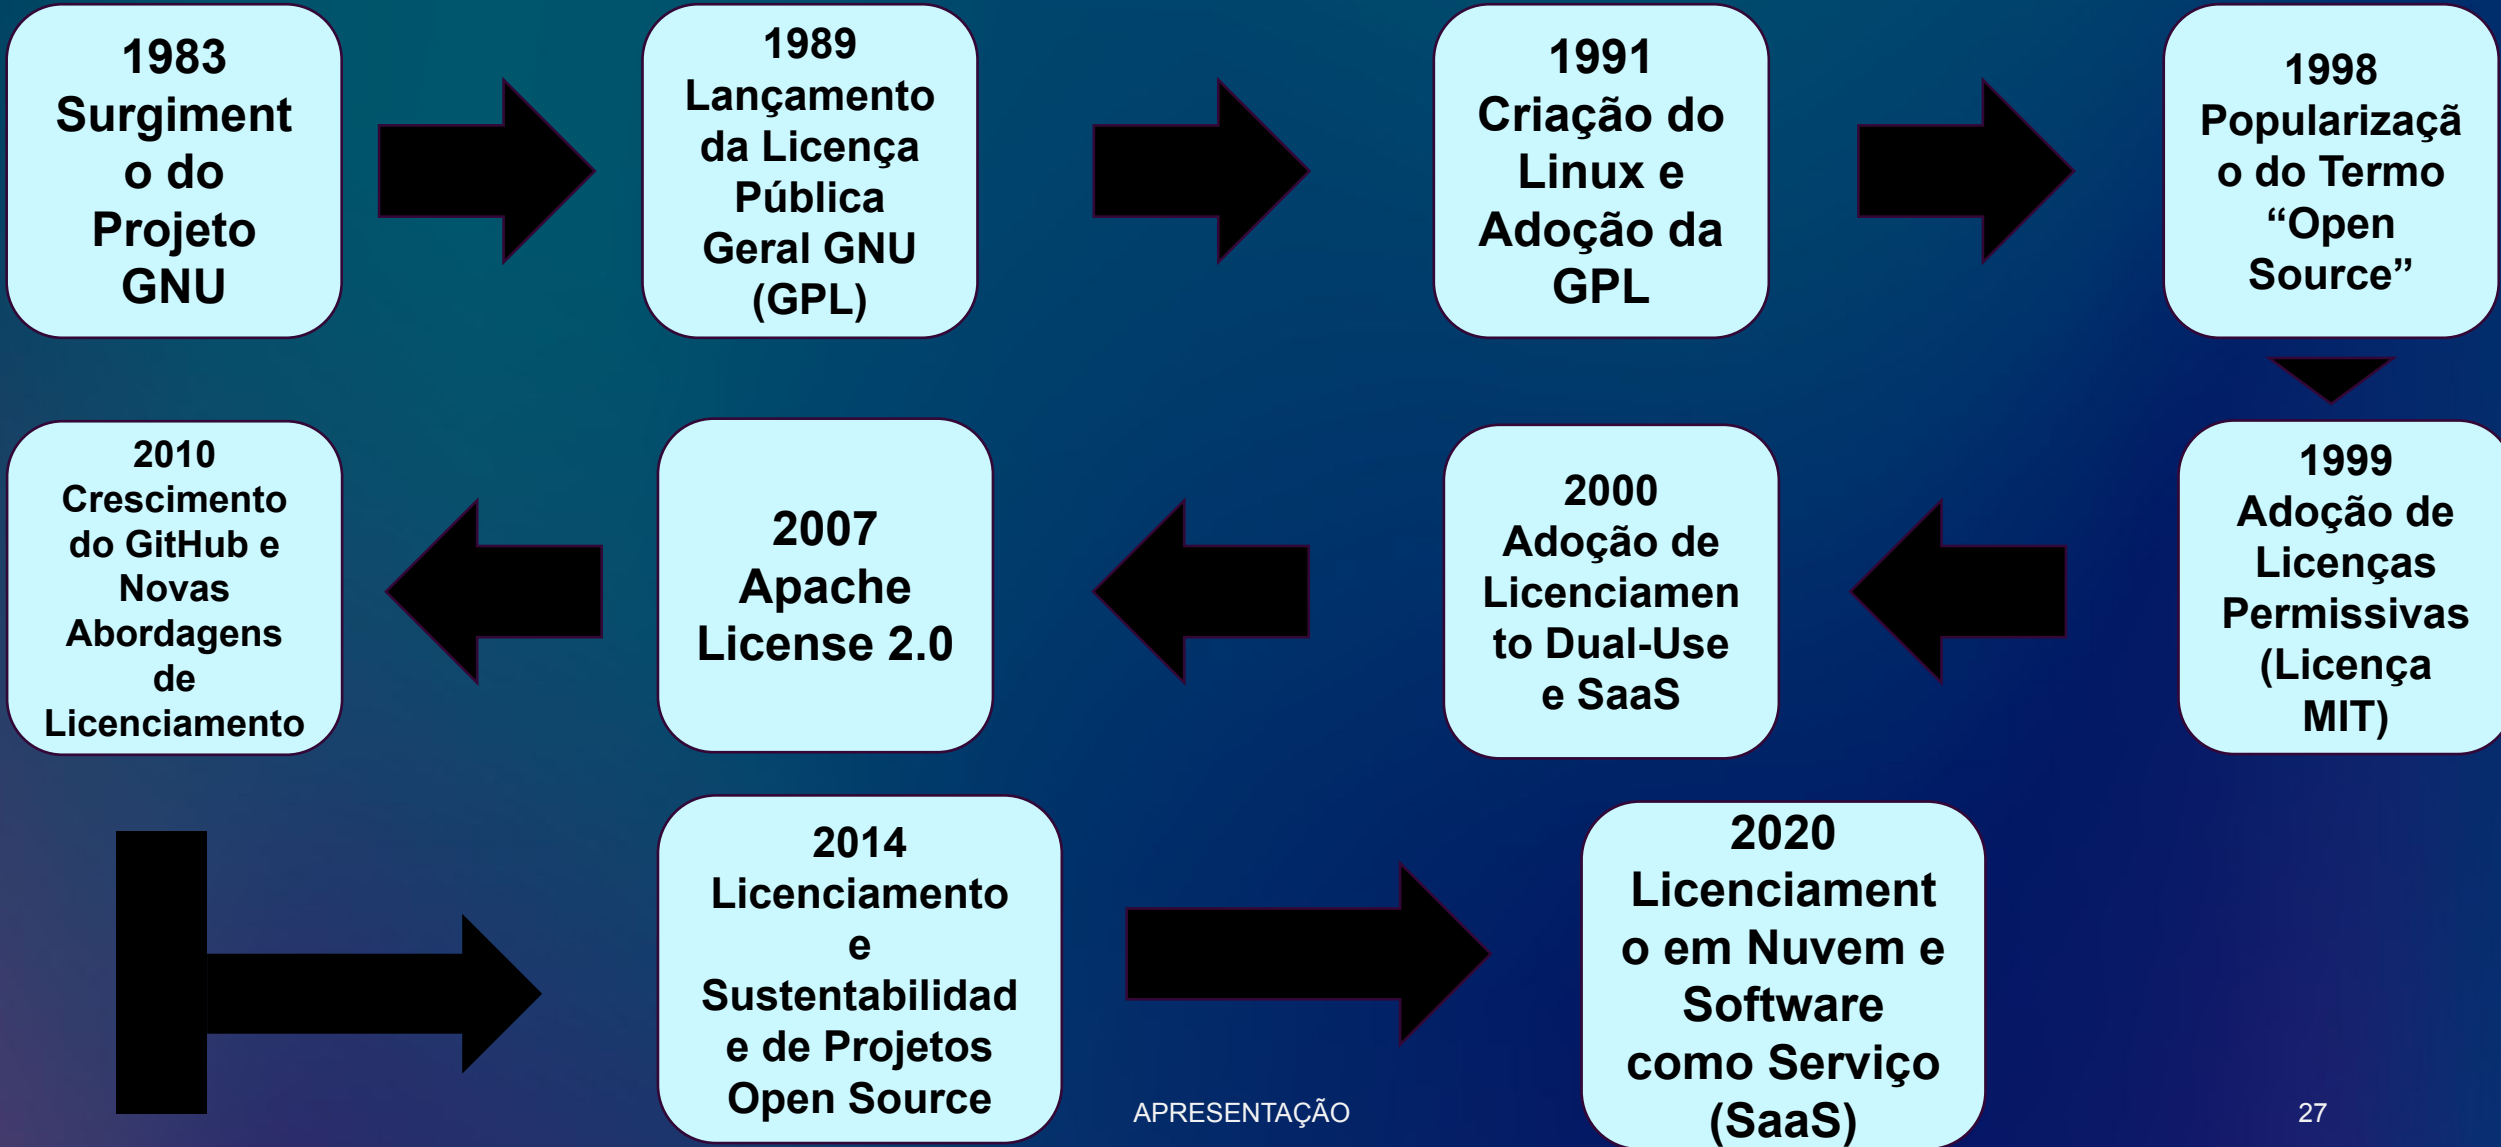 1983
Surgiment
o do
Projeto
GNU
1989
Lançamento
da Licença
Pública
Geral GNU
(GPL)
1991
Criação do
Linux e
Adoção da
GPL
1998
Popularizaçã
o do Termo
“Open
Source”
1999
Adoção de
Licenças
Permissivas
(Licença
MIT)
2000
Adoção de
Licenciamen
to Dual-Use
e SaaS
2007
Apache
License 2.0
2010
Crescimento
do GitHub e
Novas
Abordagens
de
Licenciamento
2014
Licenciamento
e
Sustentabilidad
e de Projetos
Open Source
2020
Licenciament
o em Nuvem e
Software
como Serviço
(SaaS)
APRESENTAÇÃO
27